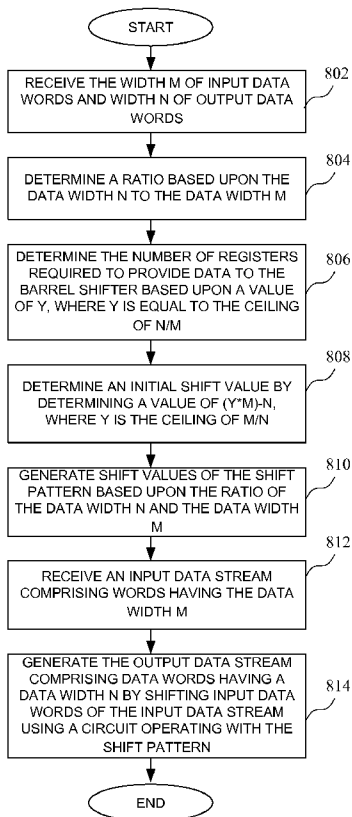 START
RECEIVE THE WIDTH M OF INPUT DATA
WORDS AND WIDTH N OF OUTPUT DATA
WORDS
802
DETERMINE A RATIO BASED UPON THE
DATA WIDTH N TO THE DATA WIDTH M
804
DETERMINE THE NUMBER OF REGISTERS
REQUIRED TO PROVIDE DATA TO THE
BARREL SHIFTER BASED UPON A VALUE
OF Y, WHERE Y IS EQUAL TO THE CEILING
OF N/M
806
DETERMINE AN INITIAL SHIFT VALUE BY
DETERMINING A VALUE OF (Y*M)-N,
WHERE Y IS THE CEILING OF M/N
808
GENERATE SHIFT VALUES OF THE SHIFT
PATTERN BASED UPON THE RATIO OF
THE DATA WIDTH N AND THE DATA WIDTH
M
810
RECEIVE AN INPUT DATA STREAM
COMPRISING WORDS HAVING THE DATA
WIDTH M
812
GENERATE THE OUTPUT DATA STREAM
COMPRISING DATA WORDS HAVING A
DATA WIDTH N BY SHIFTING INPUT DATA
WORDS OF THE INPUT DATA STREAM
USING A CIRCUIT OPERATING WITH THE
SHIFT PATTERN
814
END